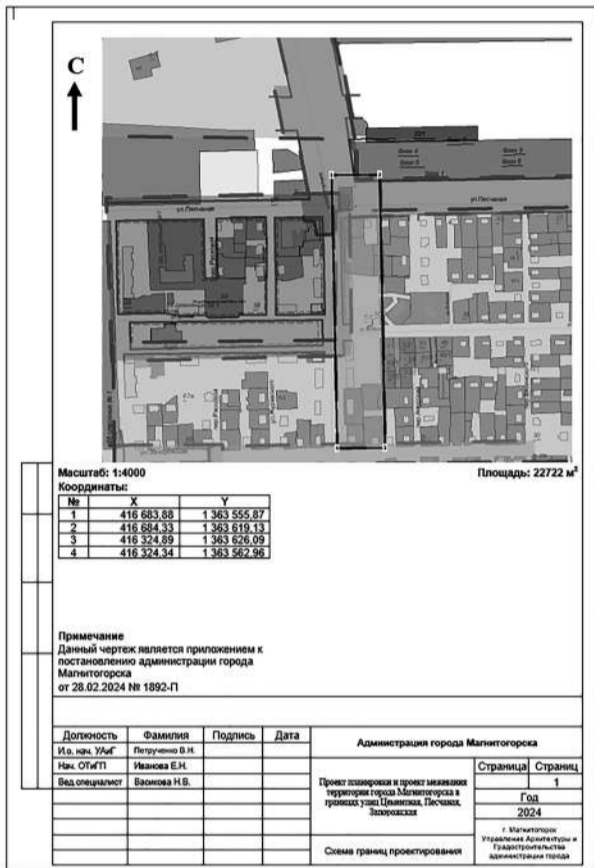 С
ул Песчаная
ул Песчаная
Масштаб: 1:4000
Площадь: 22722 м²
Координаты:
№ X Y
1 416 683,88 1 363 555,87
2 416 684,33 1 363 619,13
3 416 324,89 1 363 626,09
4 416 324,34 1 363 562,96
Примечание
Данный чертеж является приложением к
постановлению администрации города
Магнитогорска
от 28.02.2024 № 1892-П
Должность Фамилия Подпись Дата
Администрация города Магнитогорска
И.о. нач. УАиГ Петрученко В.Н.
Нач. ОТиГП Иванова Е.Н.
Вед.специалист Васикова Н.В.
Проект планировки и проект межевания
территории города Магнитогорска в
границах улиц Цементная, Песчаная,
Запорожская
Страница Страниц
1
Год
2024
Схема границ проектирования
г. Магнитогорск
Управление Архитектуры и
Градостроительства
администрации города